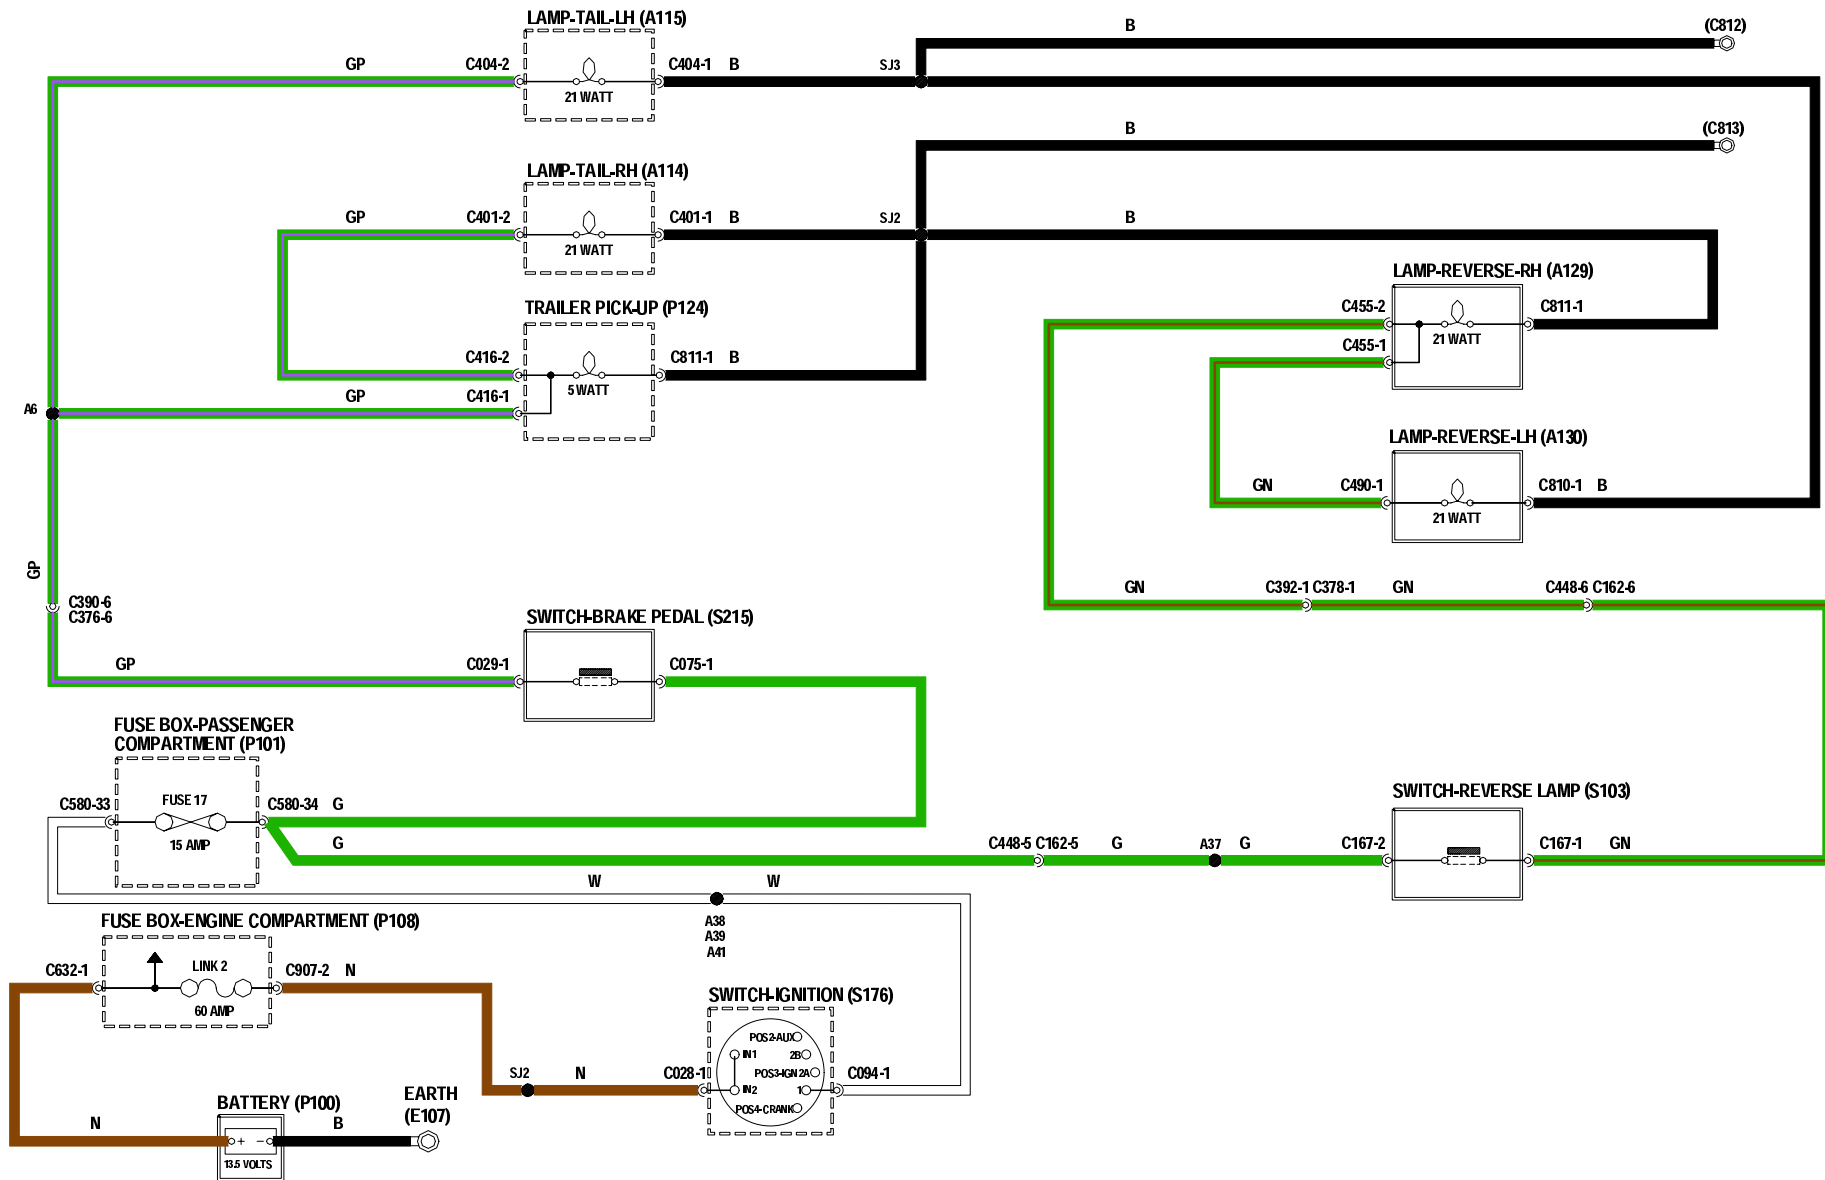 LAMP-TAIL-LH (A115)
B
(C812)
GP
C404-2
C404-1
B
SJ3
21 WATT
B
(C813)
LAMP-TAIL-RH (A114)
GP
C401-2
C401-1
B
SJ2
B
21 WATT
LAMP-REVERSE-RH (A129)
TRAILER PICK-UP (P124)
C455-2
C811-1
21 WATT
C455-1
C416-2
C811-1
B
5 WATT
GP
C416-1
A6
LAMP-REVERSE-LH (A130)
GN
C490-1
C810-1
B
21 WATT
GP
C390-6
C376-6
GN
C392-1
C378-1
GN
C448-6
C162-6
SWITCH-BRAKE PEDAL (S215)
GP
C029-1
C075-1
FUSE BOX-PASSENGER
COMPARTMENT (P101)
SWITCH-REVERSE LAMP (S103)
C580-33
FUSE 17
C580-34
G
15 AMP
G
C448-5
C162-5
G
A37
G
C167-2
C167-1
GN
W
W
A38
A39
A41
FUSE BOX-ENGINE COMPARTMENT (P108)
C632-1
LINK 2
C907-2
N
60 AMP
SWITCH-IGNITION (S176)
POS2-AUX
IN1
2B
POS3-IGN 2A
SJ2
N
C028-1
IN2
1
C094-1
POS4-CRANK
EARTH
(E107)
BATTERY (P100)
N
B
+
−
13.5 VOLTS